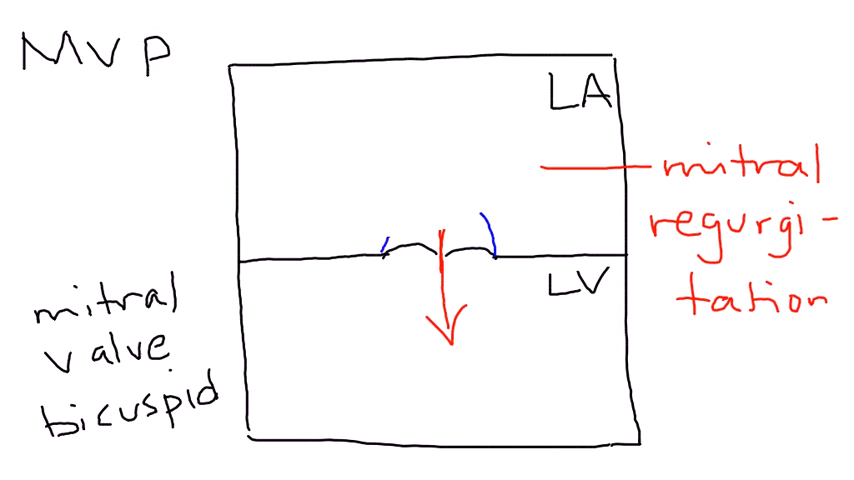 MVP
LA
mitral
regurgi-
tation
LV
mitral
valve
bicuspid